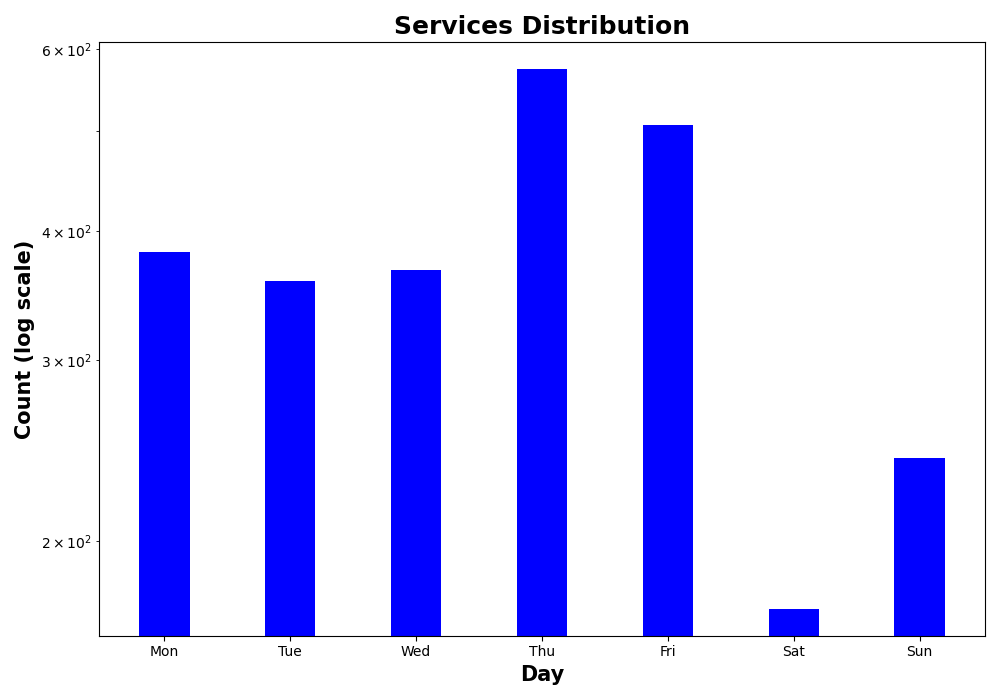 Services Distribution
6 × 10²
4 × 10²
3 × 10²
2 × 10²
Count (log scale)
Mon Tue Wed Thu Fri Sat Sun
Day